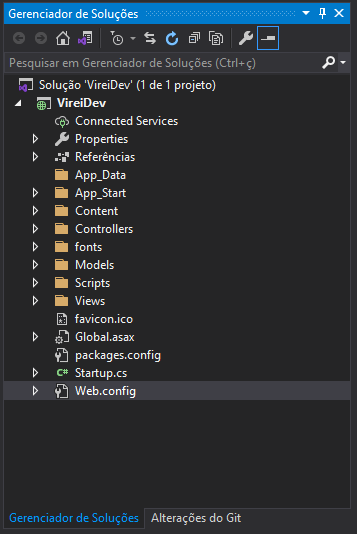 Gerenciador de Soluções
Pesquisar em Gerenciador de Soluções (Ctrl+ç)
Solução 'VireiDev' (1 de 1 projeto)
VireiDev
Connected Services
Properties
Referências
App_Data
App_Start
Content
Controllers
fonts
Models
Scripts
Views
favicon.ico
Global.asax
packages.config
C# Startup.cs
Web.config
Gerenciador de Soluções Alterações do Git